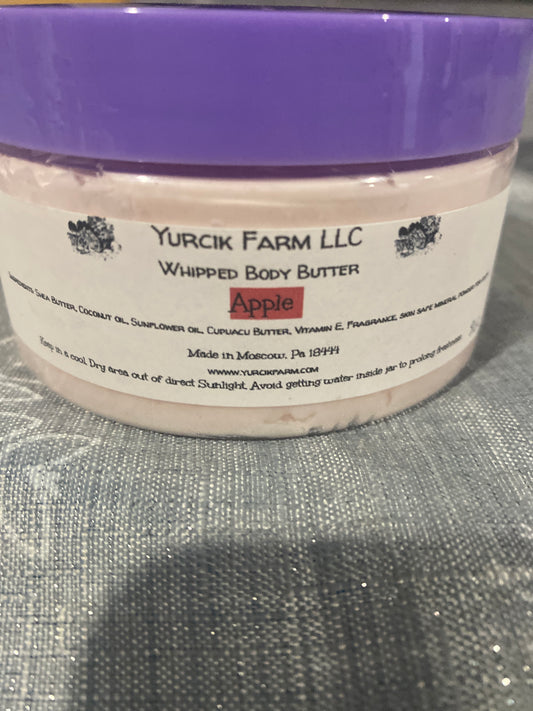 Yurcik Farm LLC
Whipped Body Butter
Apple
Ingredients: Shea Butter, Coconut oil, Sunflower oil, Cupuacu Butter, Vitamin E, Fragrance, skin safe mineral powder
Made in Moscow, Pa 18444
www.yurcikfarm.com
Keep in a cool Dry area out of direct Sunlight. Avoid getting water inside jar to prolong freshness